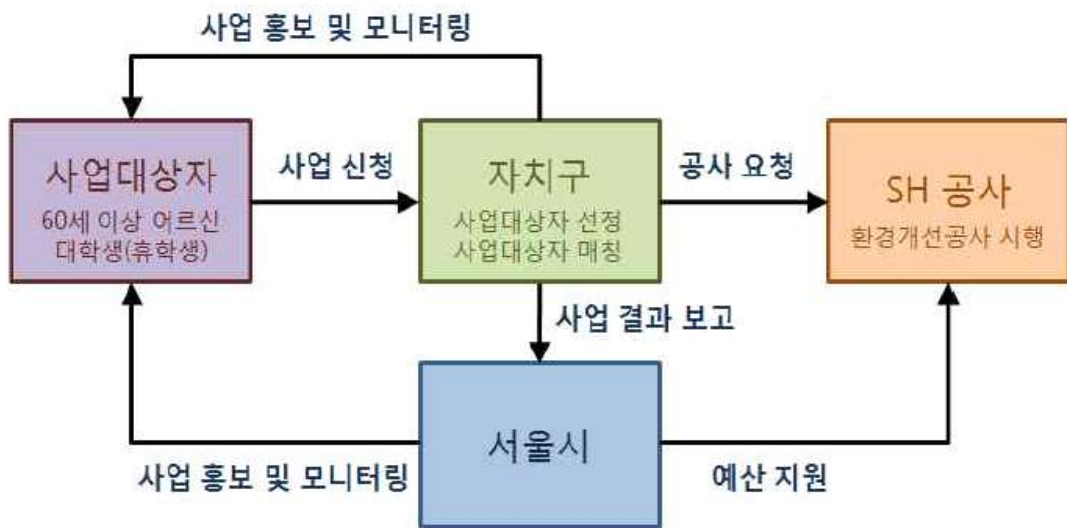 사업 홍보 및 모니터링
사업대상자
60세 이상 어르신
대학생(휴학생)
사업 신청
자치구
사업대상자 선정
사업대상자 매칭
공사 요청
SH 공사
환경개선공사 시행
사업 결과 보고
서울시
사업 홍보 및 모니터링
예산 지원